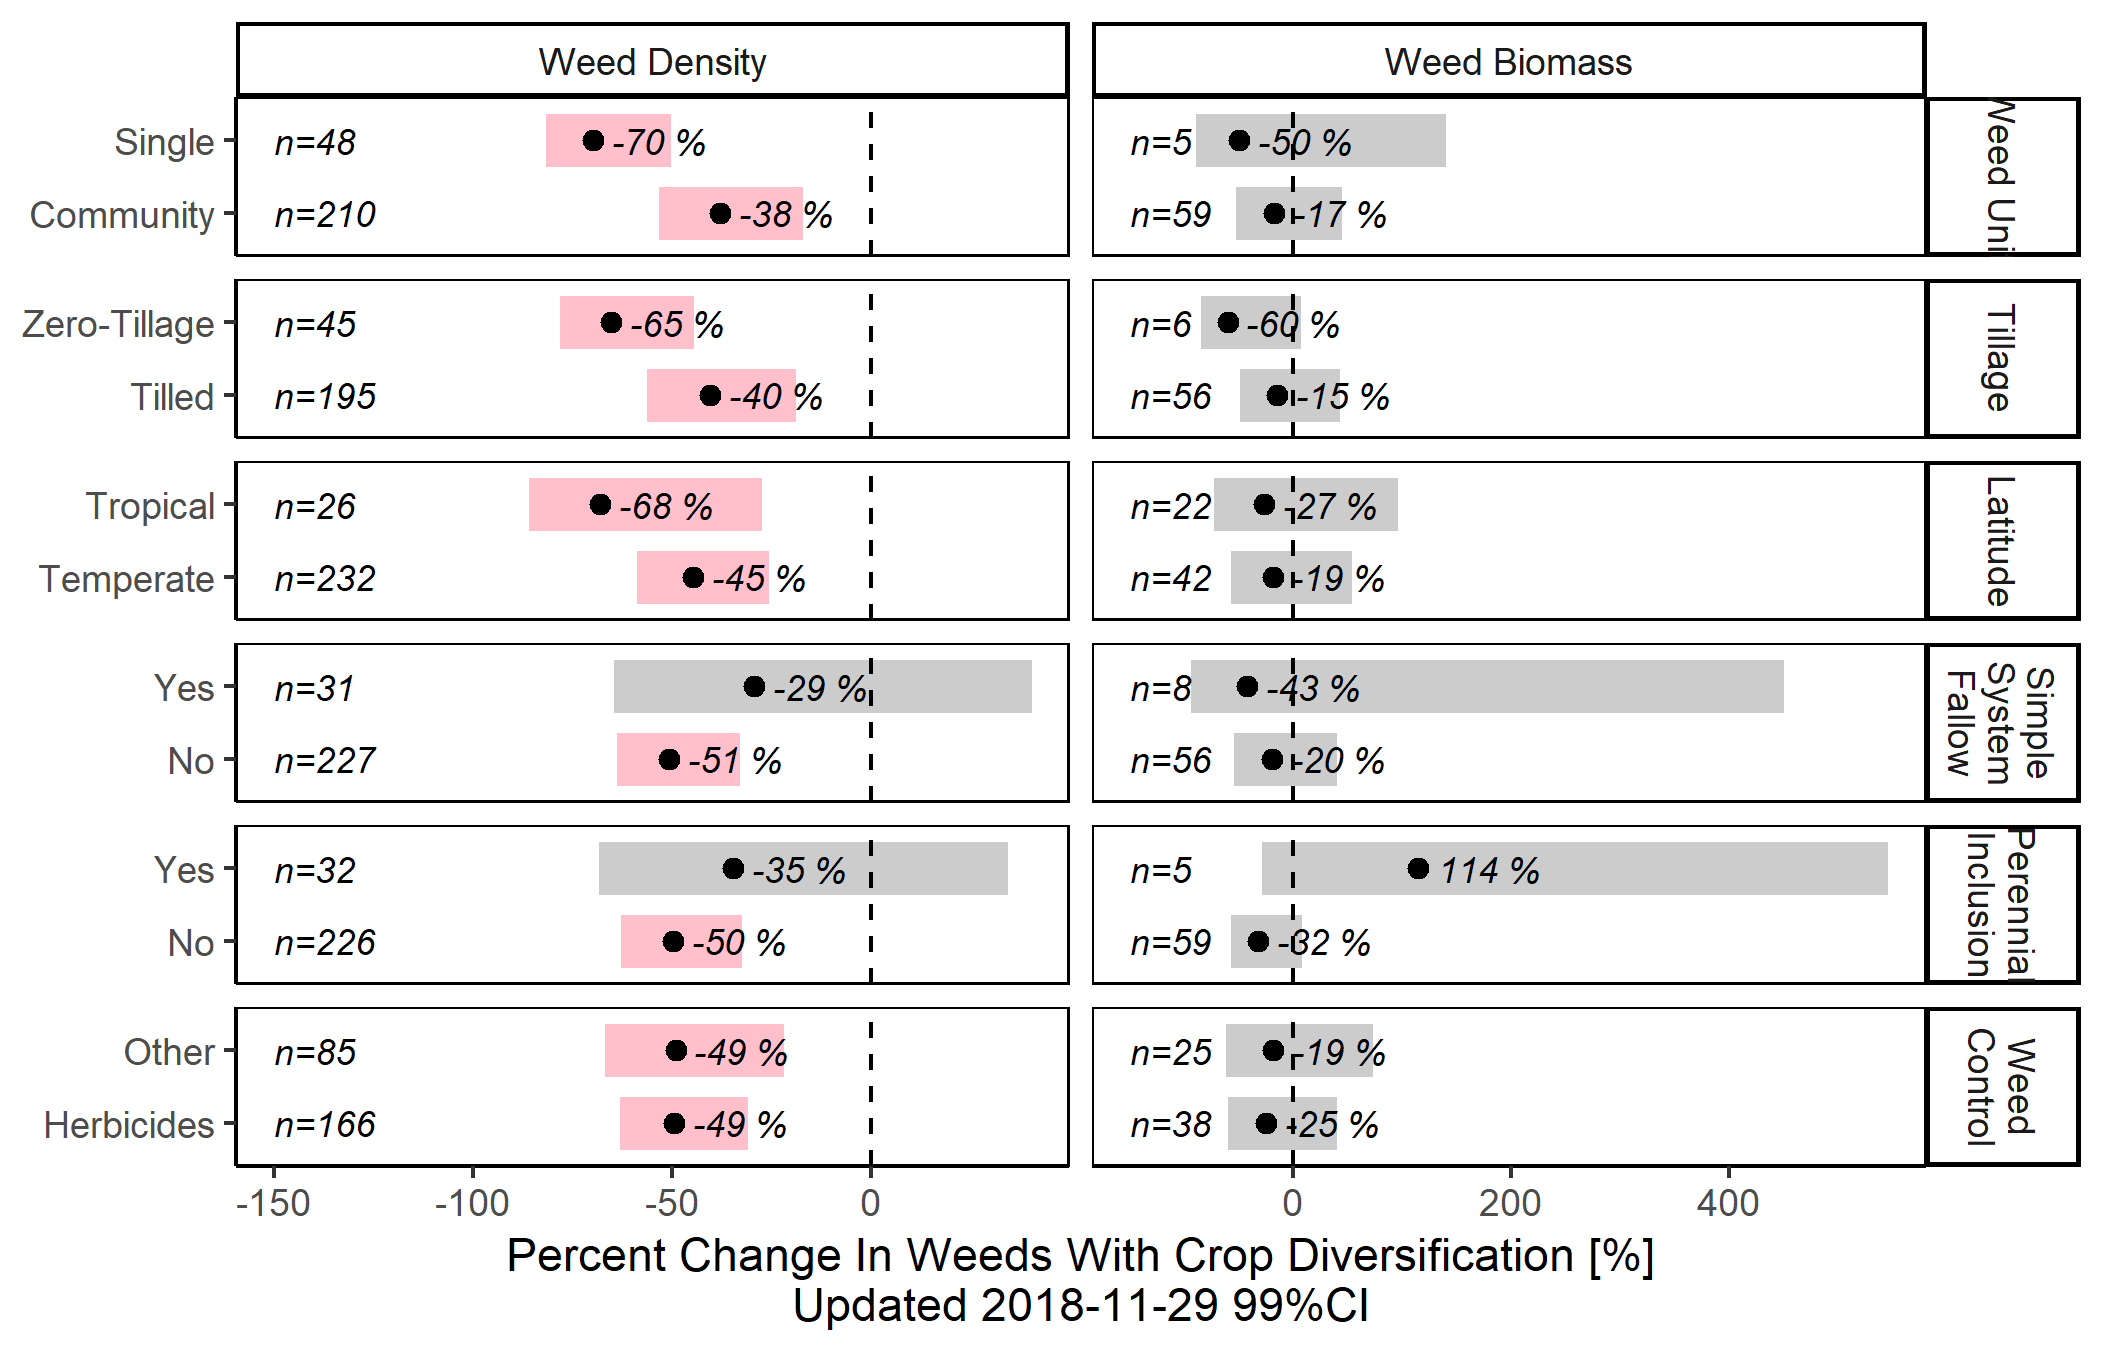 Weed Density Weed Biomass
Single n=48 -70 % n=5 -50 %
Community n=210 -38 % n=59 -17 %
Weed Uni
Zero-Tillage n=45 -65 % n=6 -60 %
Tilled n=195 -40 % n=56 -15 %
Tillage
Tropical n=26 -68 % n=22 -27 %
Temperate n=232 -45 % n=42 -19 %
Latitude
Yes n=31 -29 % n=8 -43 %
No n=227 -51 % n=56 -20 %
Simple
System
Fallow
Yes n=32 -35 % n=5 114 %
No n=226 -50 % n=59 -32 %
Perennial
Inclusion
Other n=85 -49 % n=25 -19 %
Herbicides n=166 -49 % n=38 -25 %
Weed
Control
-150 -100 -50 0 0 200 400
Percent Change In Weeds With Crop Diversification [%]
Updated 2018-11-29 99%CI